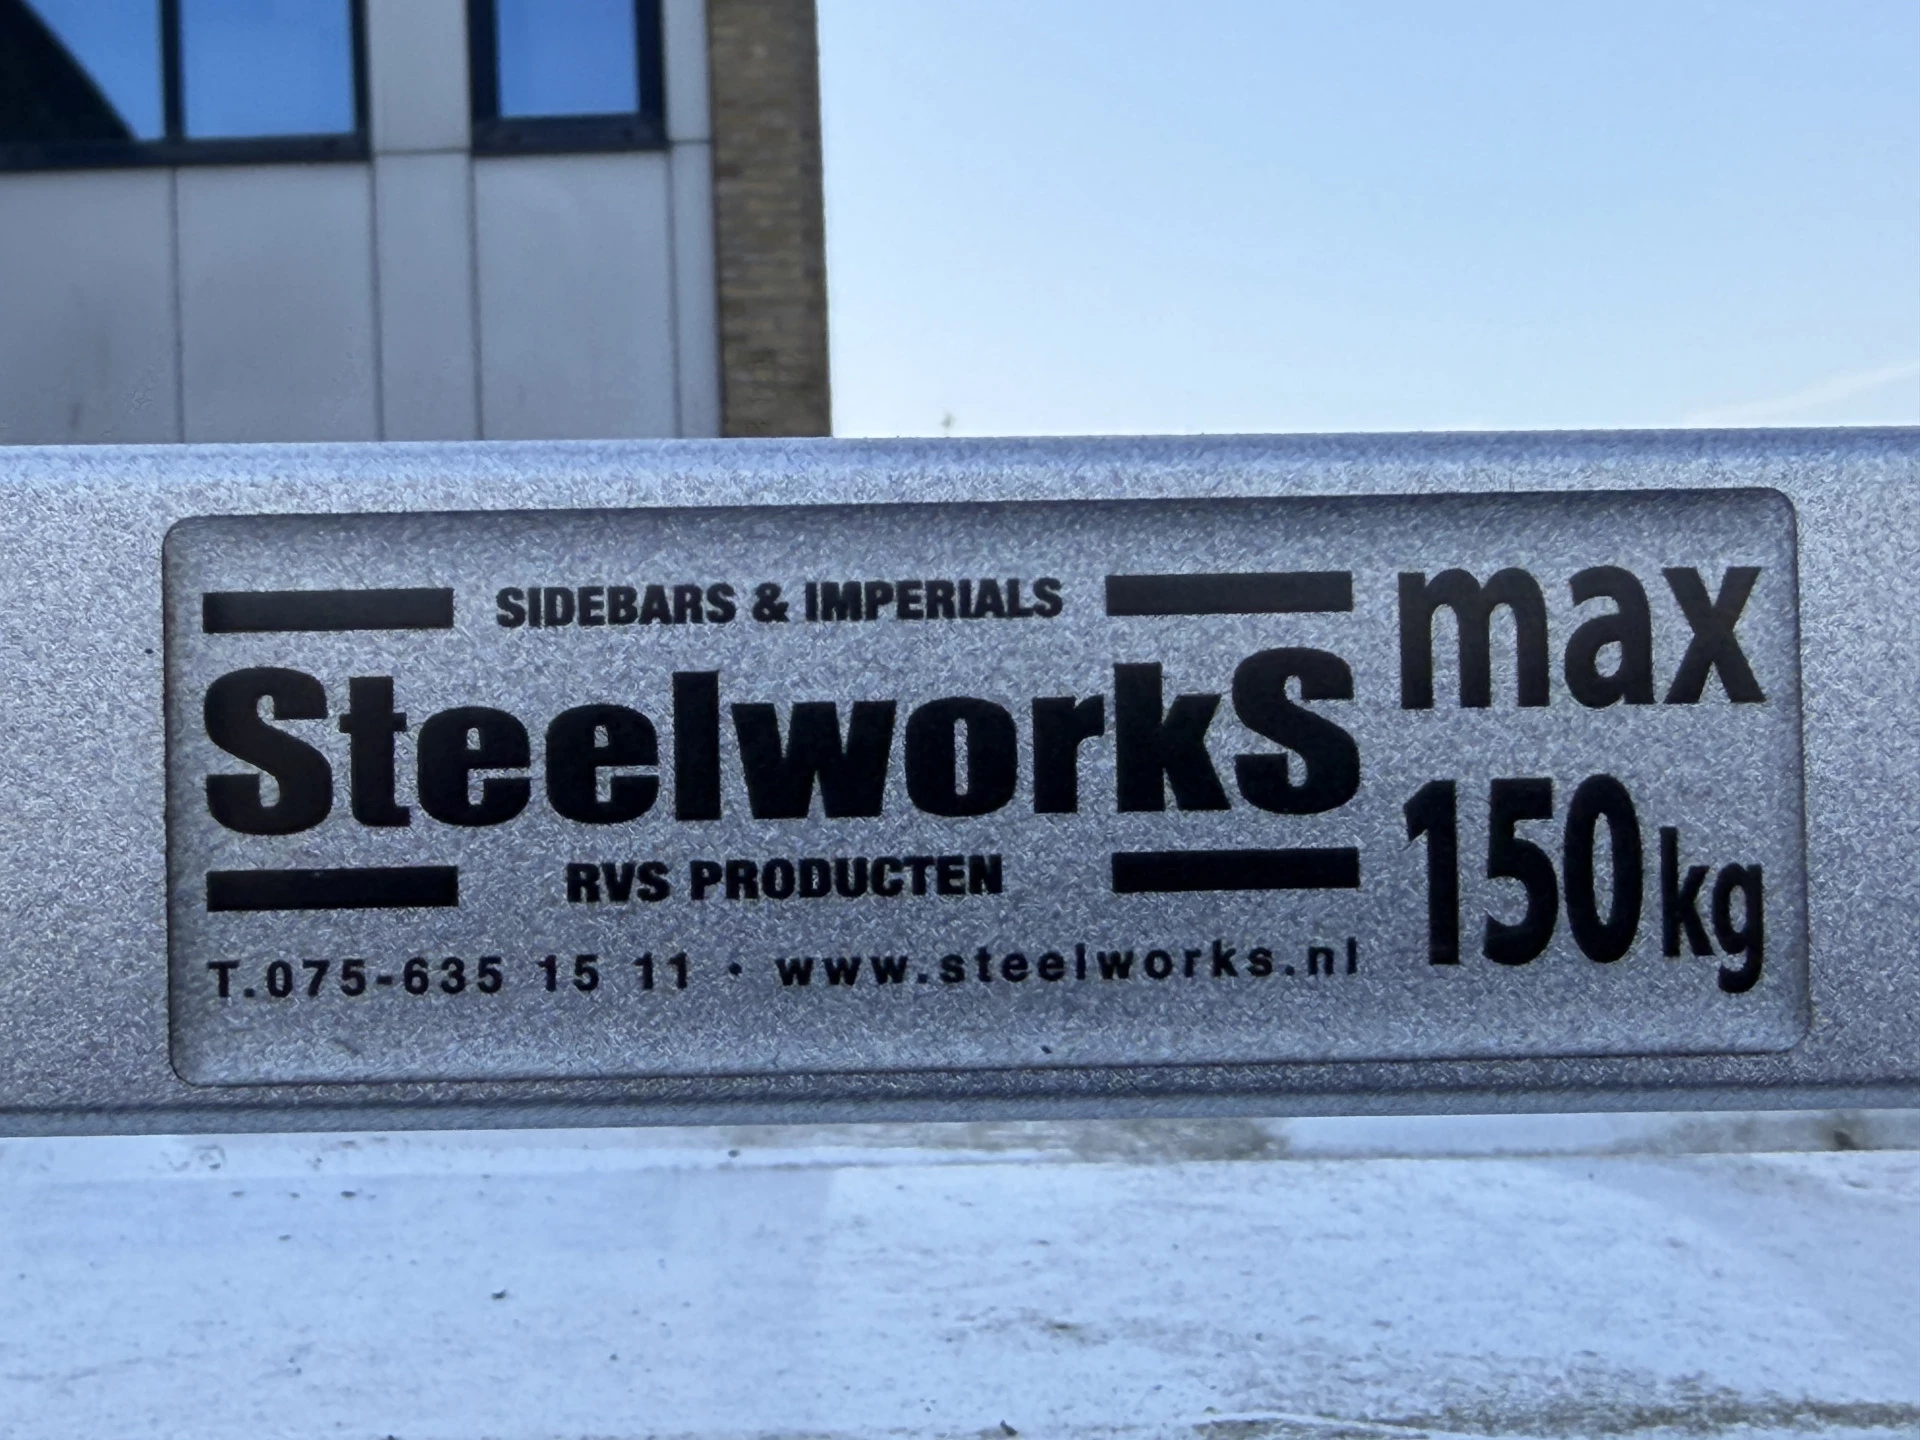 SIDEBARS & IMPERIALS
SteelworkS
RVS PRODUCTEN
T.075-635 15 11 • www.steelworks.nl
max
150kg